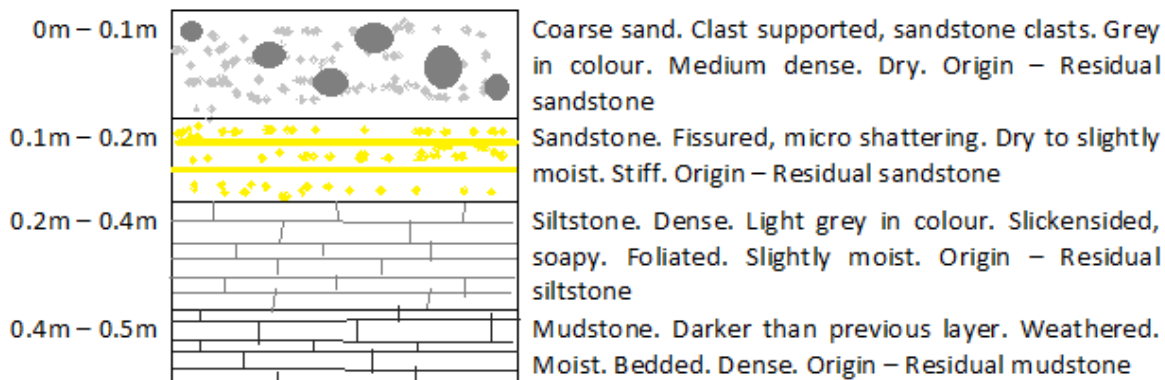 0m – 0.1m
Coarse sand. Clast supported, sandstone clasts. Grey
in colour. Medium dense. Dry. Origin – Residual
sandstone
0.1m – 0.2m
Sandstone. Fissured, micro shattering. Dry to slightly
moist. Stiff. Origin – Residual sandstone
0.2m – 0.4m
Siltstone. Dense. Light grey in colour. Slickensided,
soapy. Foliated. Slightly moist. Origin – Residual
siltstone
0.4m – 0.5m
Mudstone. Darker than previous layer. Weathered.
Moist. Bedded. Dense. Origin – Residual mudstone